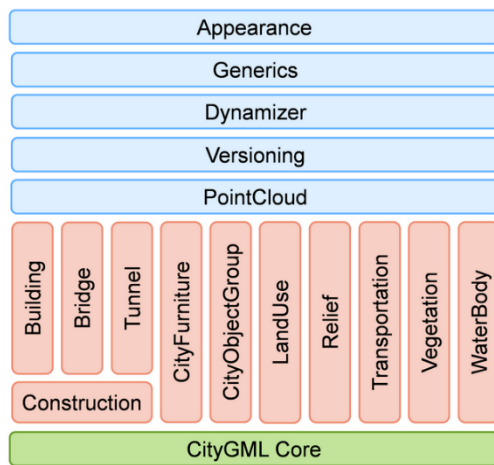 Appearance
Generics
Dynamizer
Versioning
PointCloud
Building
Bridge
Tunnel
CityFurniture
CityObjectGroup
LandUse
Relief
Transportation
Vegetation
WaterBody
Construction
CityGML Core